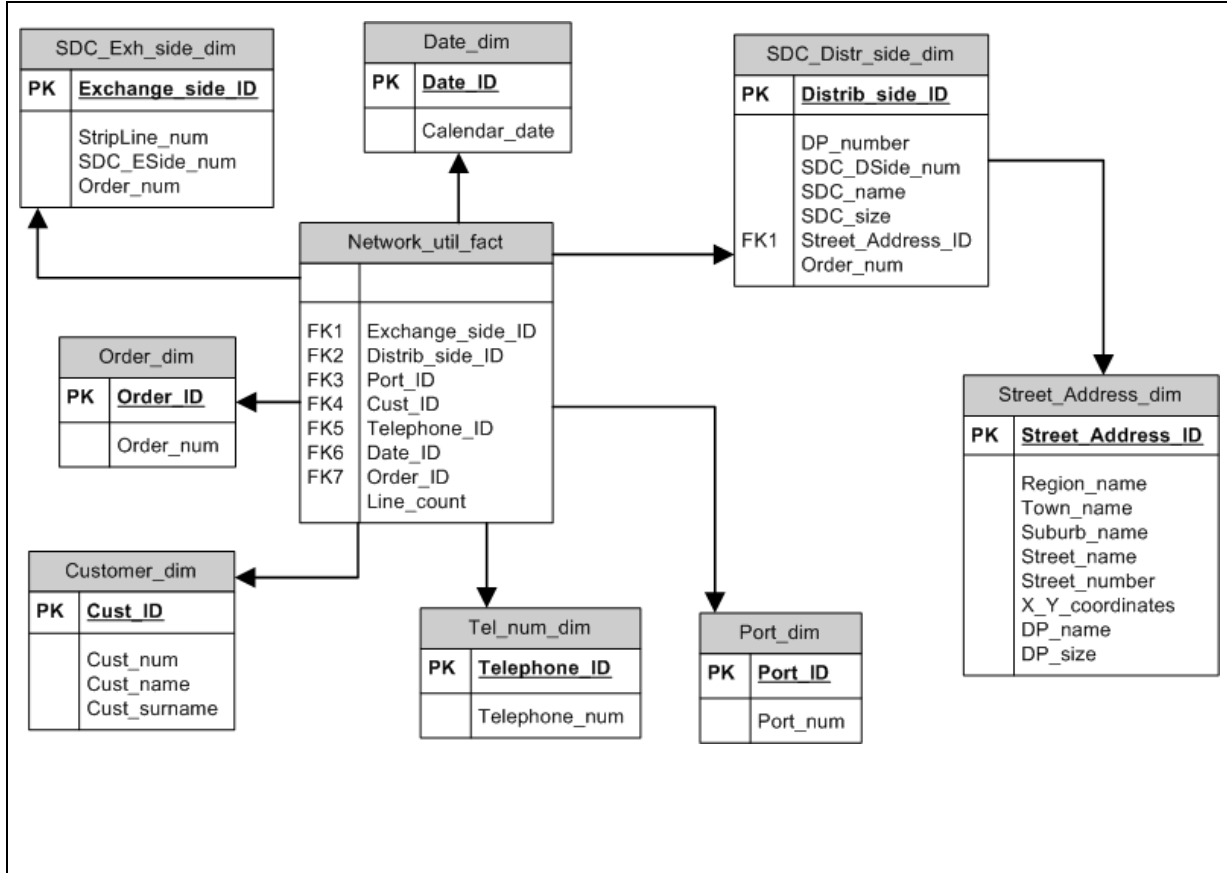 SDC_Exh_side_dim
PK Exchange_side_ID
StripLine_num
SDC_ESide_num
Order_num
Date_dim
PK Date_ID
Calendar_date
SDC_Distr_side_dim
PK Distrib_side_ID
DP_number
SDC_DSide_num
SDC_name
SDC_size
FK1 Street_Address_ID
Order_num
Network_util_fact
FK1 Exchange_side_ID
FK2 Distrib_side_ID
FK3 Port_ID
FK4 Cust_ID
FK5 Telephone_ID
FK6 Date_ID
FK7 Order_ID
Line_count
Order_dim
PK Order_ID
Order_num
Street_Address_dim
PK Street_Address_ID
Region_name
Town_name
Suburb_name
Street_name
Street_number
X_Y_coordinates
DP_name
DP_size
Customer_dim
PK Cust_ID
Cust_num
Cust_name
Cust_surname
Tel_num_dim
PK Telephone_ID
Telephone_num
Port_dim
PK Port_ID
Port_num